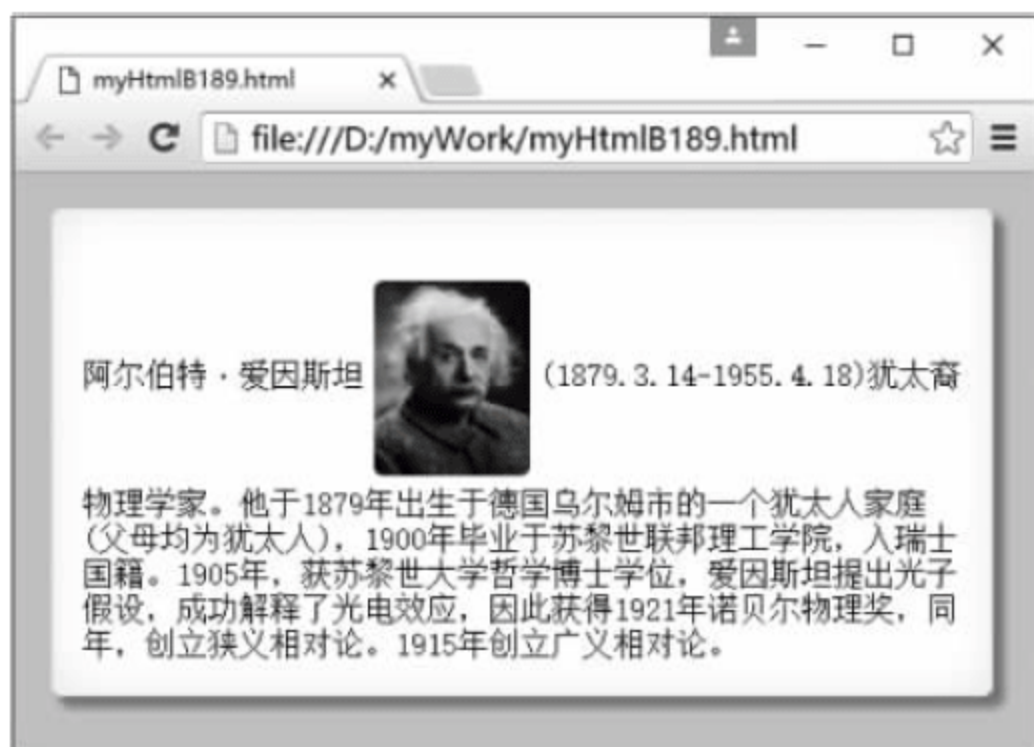 myHtmlB189.html
file:///D:/myWork/myHtmlB189.html
阿尔伯特·爱因斯坦 (1879.3.14-1955.4.18)犹太裔
物理学家。他于1879年出生于德国乌尔姆市的一个犹太人家庭
(父母均为犹太人)，1900年毕业于苏黎世联邦理工学院，入瑞士
国籍。1905年，获苏黎世大学哲学博士学位，爱因斯坦提出光子
假设，成功解释了光电效应，因此获得1921年诺贝尔物理奖，同
年，创立狭义相对论。1915年创立广义相对论。